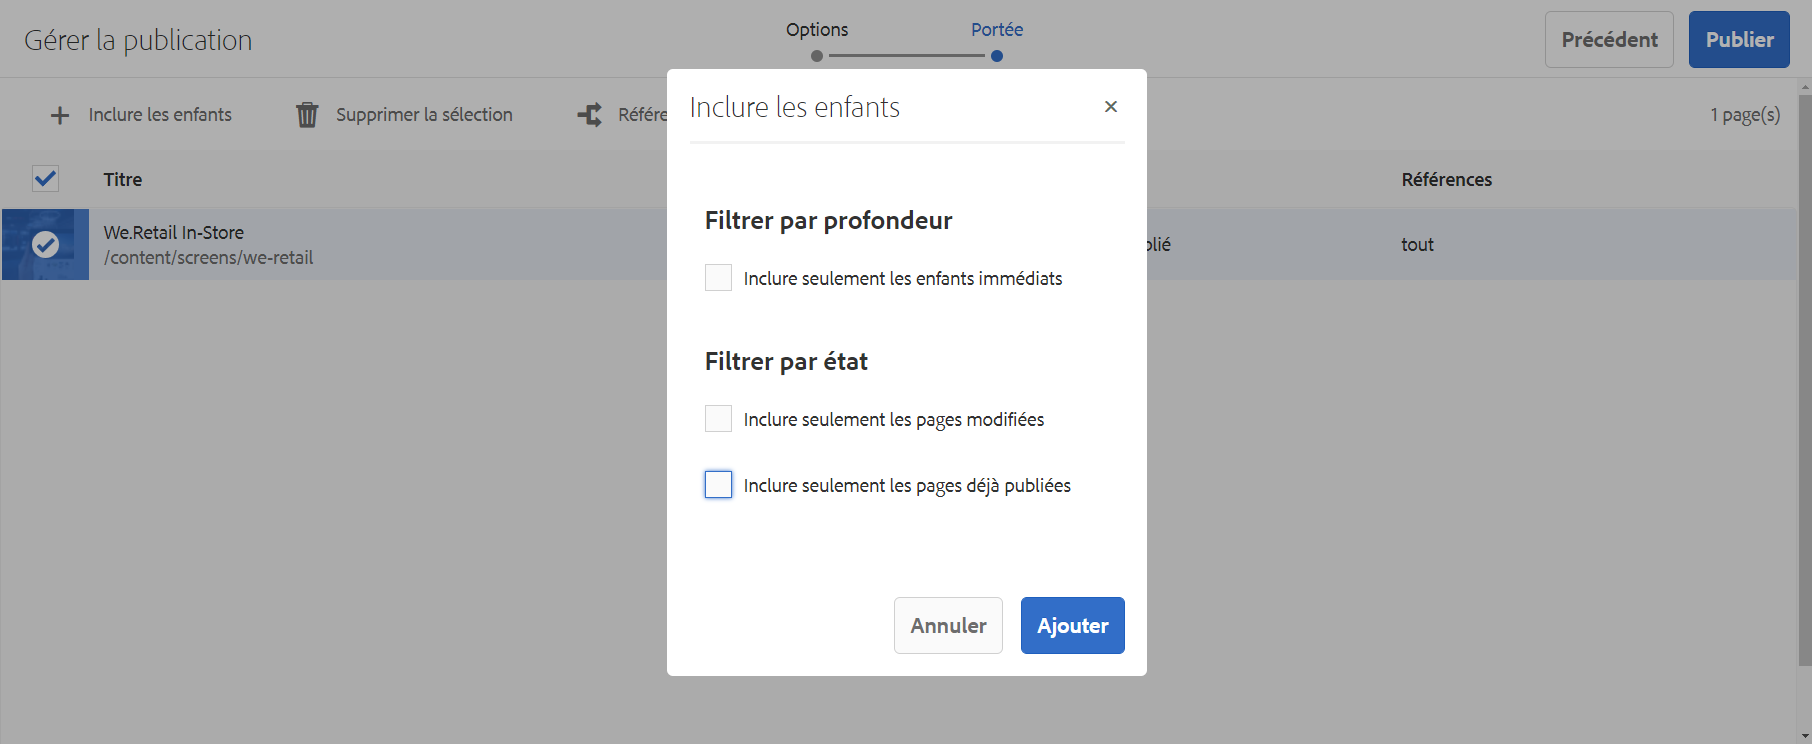 Gérer la publication
Options
Portée
Précédent
Publier
Inclure les enfants
Supprimer la sélection
1 page(s)
Titre
Références
We.Retail In-Store
/content/screens/we-retail
tout
Inclure les enfants
Filtrer par profondeur
Inclure seulement les enfants immédiats
Filtrer par état
Inclure seulement les pages modifiées
Inclure seulement les pages déjà publiées
Annuler
Ajouter